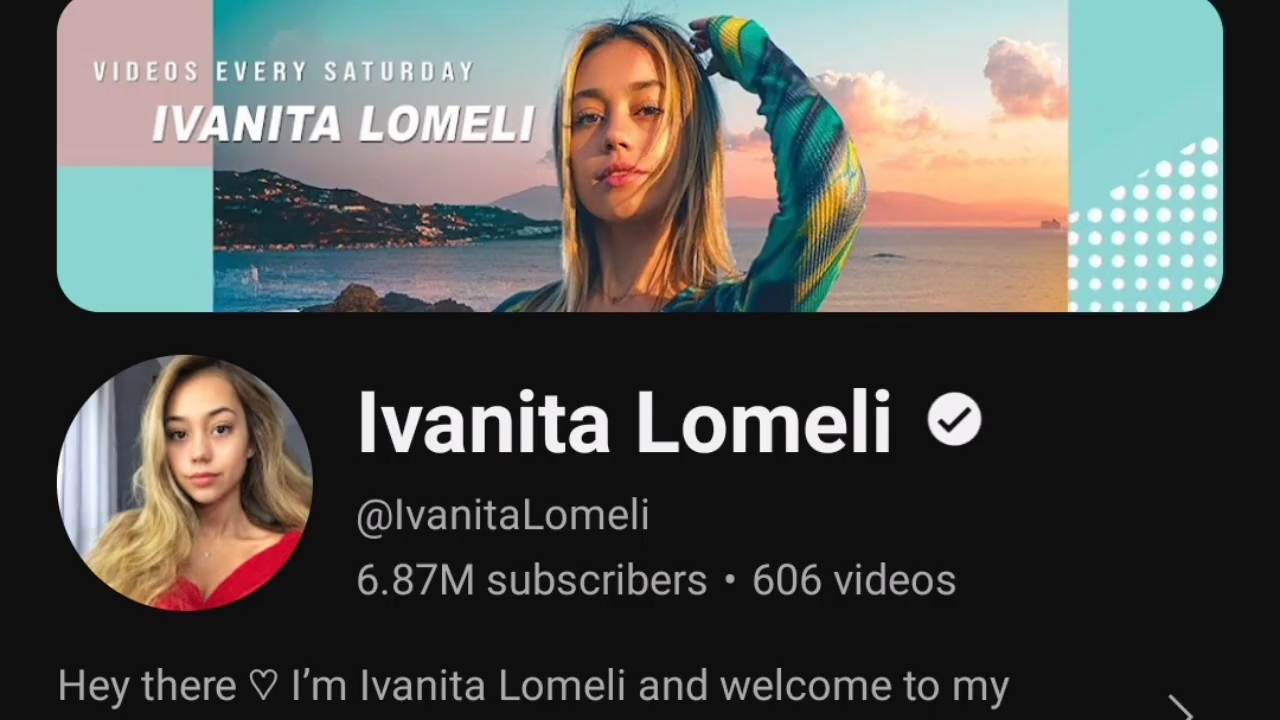 VIDEOS EVERY SATURDAY
IVANITA LOMELI
Ivanita Lomeli
@IvanitaLomeli
6.87M subscribers • 606 videos
Hey there ♡ I’m Ivanita Lomeli and welcome to my